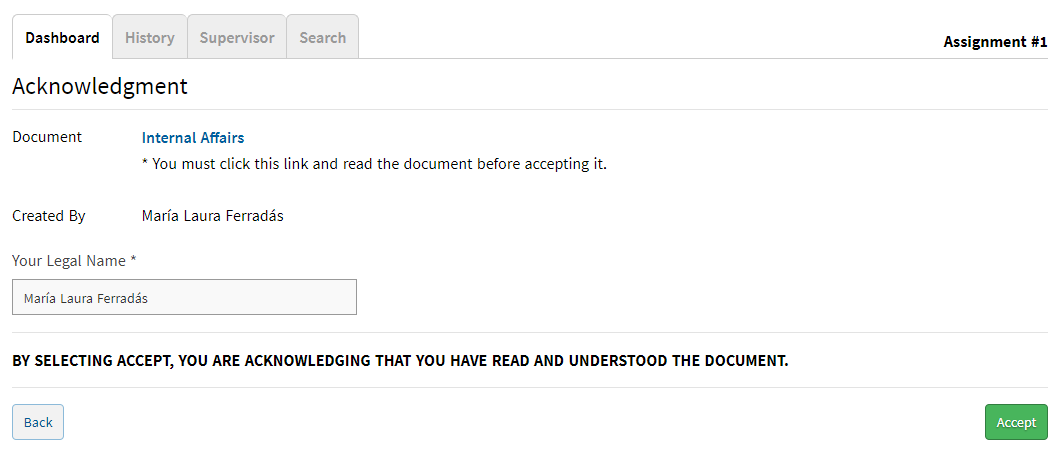 Dashboard History Supervisor Search
Assignment #1
Acknowledgment
Document Internal Affairs
* You must click this link and read the document before accepting it.
Created By María Laura Ferradás
Your Legal Name *
María Laura Ferradás
BY SELECTING ACCEPT, YOU ARE ACKNOWLEDGING THAT YOU HAVE READ AND UNDERSTOOD THE DOCUMENT.
Back Accept